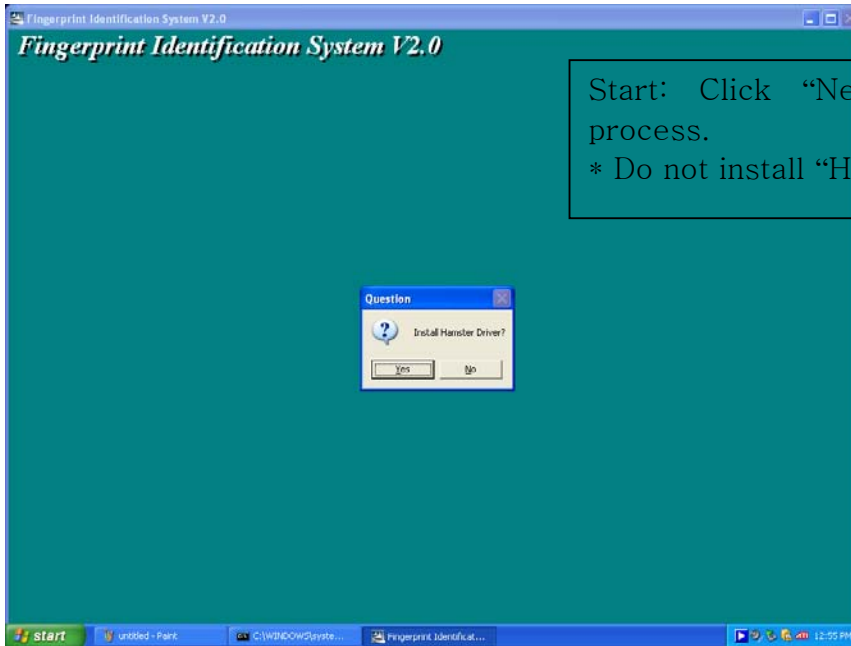 Fingerprint Identification System V2.0
Fingerprint Identification System V2.0
Start: Click “Ne
process.
* Do not install “H
Question
Install Hamster Driver?
Yes
No
start
untitled - Paint
C:\WINDOWS\syste...
Fingerprint Identificat...
12:55 PM